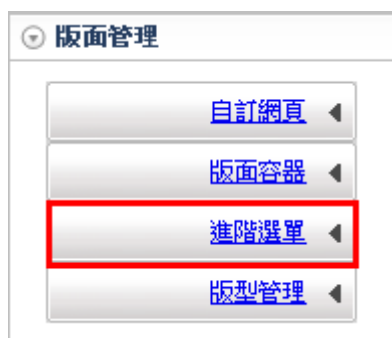 版面管理
自訂網頁
版面容器
進階選單
版型管理